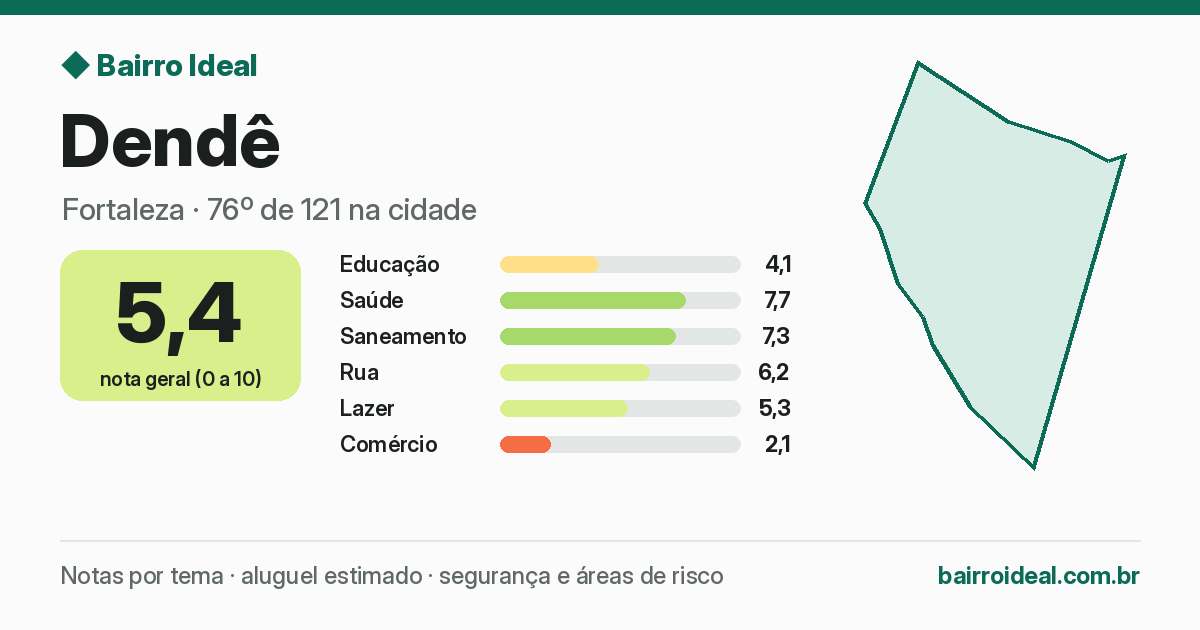 Bairro Ideal
Dendê
Fortaleza · 76º de 121 na cidade
5,4
nota geral (0 a 10)
Educação 4,1
Saúde 7,7
Saneamento 7,3
Rua 6,2
Lazer 5,3
Comércio 2,1
Notas por tema · aluguel estimado · segurança e áreas de risco
bairroideal.com.br